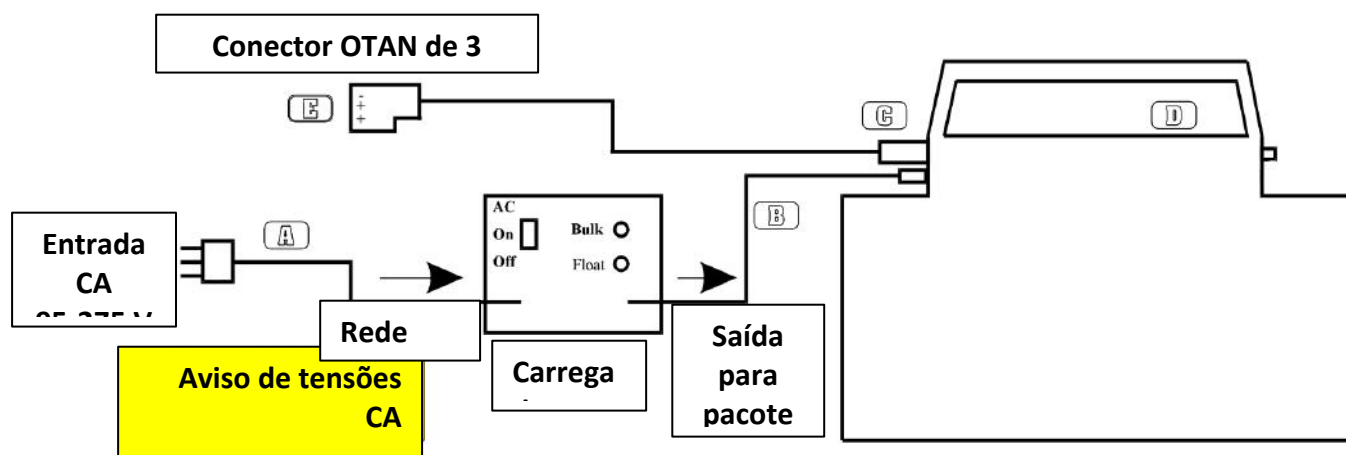 Conector OTAN de 3
E
-
+
+
C
D
Entrada
CA
A
B
AC
On
Off
Bulk
Float
Rede
Aviso de tensões
CA
Carrega
Saída
para
pacote